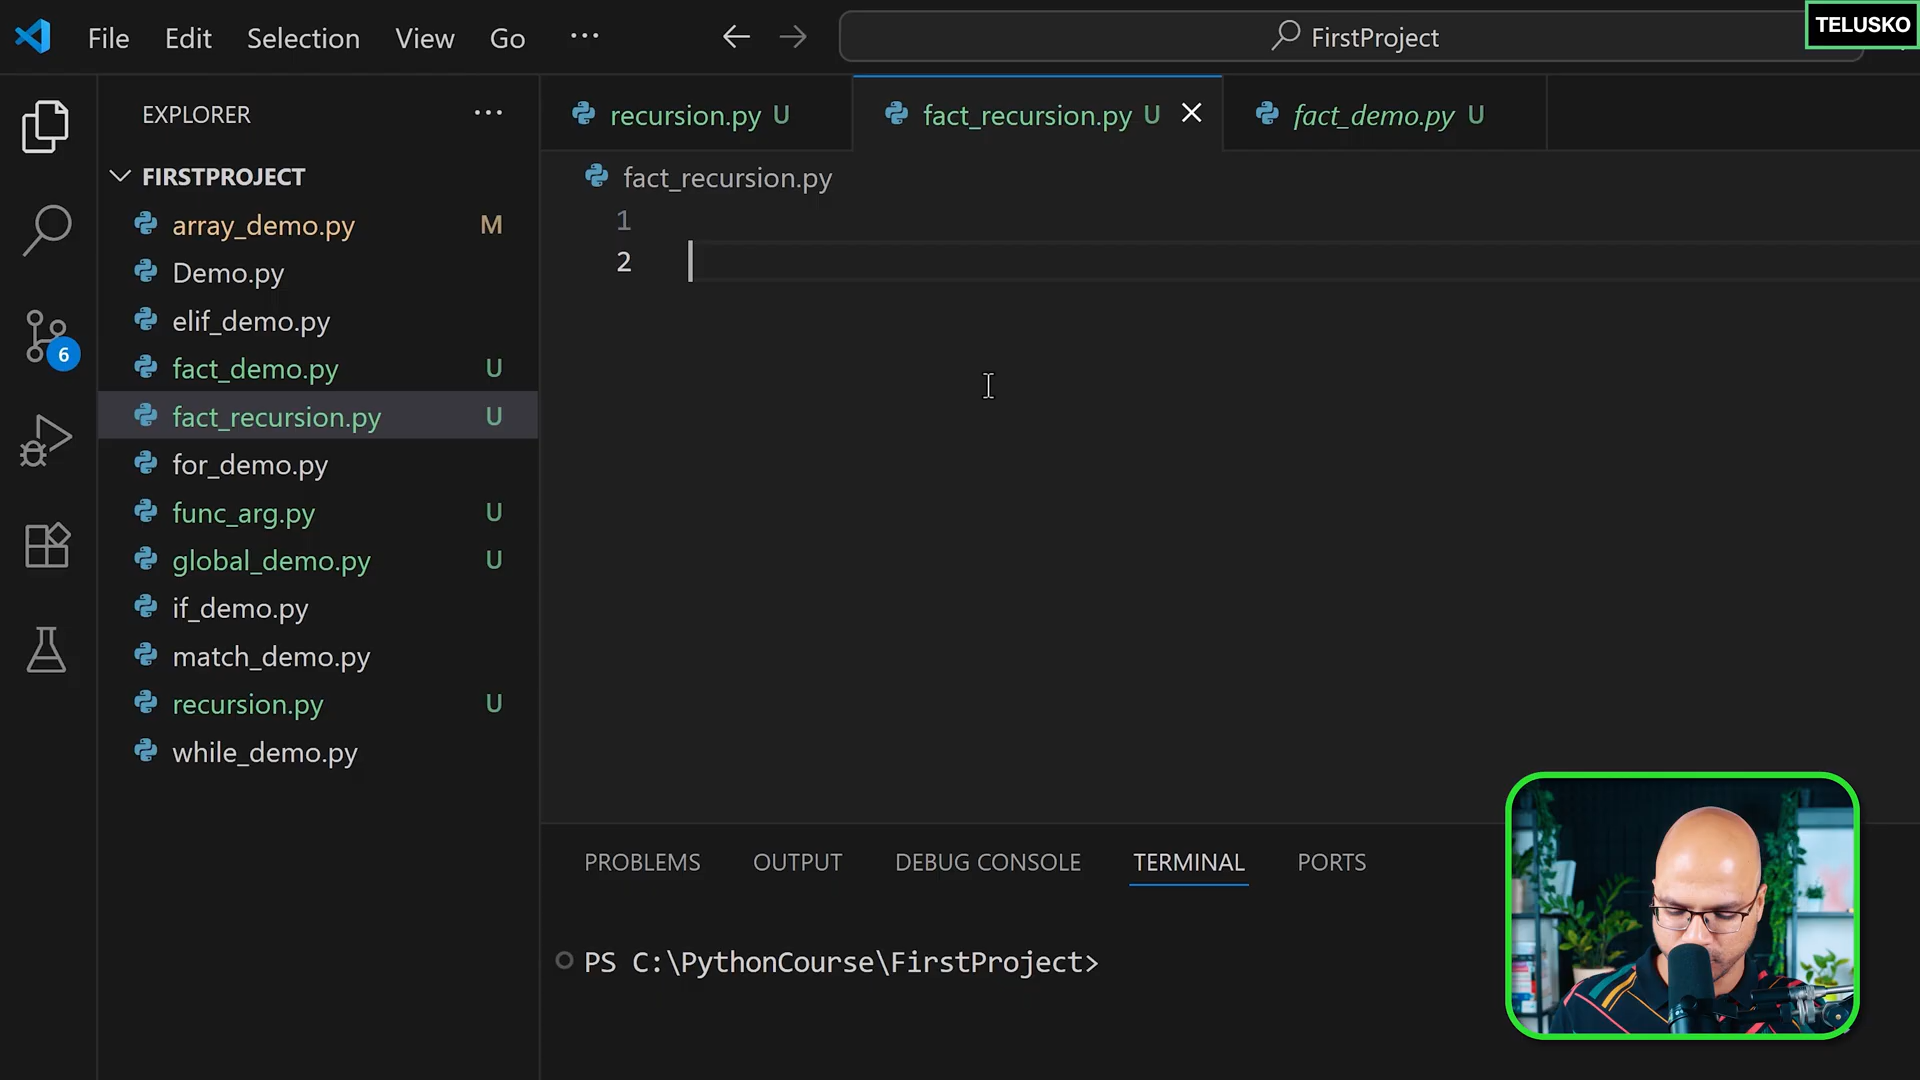 File Edit Selection View Go ···
FirstProject
TELUSKO
EXPLORER ···
FIRSTPROJECT
array_demo.py M
Demo.py
elif_demo.py
fact_demo.py U
fact_recursion.py U
for_demo.py
func_arg.py U
global_demo.py U
if_demo.py
match_demo.py
recursion.py U
while_demo.py
6
recursion.py U
fact_recursion.py U
fact_demo.py U
fact_recursion.py
1
2
PROBLEMS OUTPUT DEBUG CONSOLE TERMINAL PORTS
PS C:\PythonCourse\FirstProject>